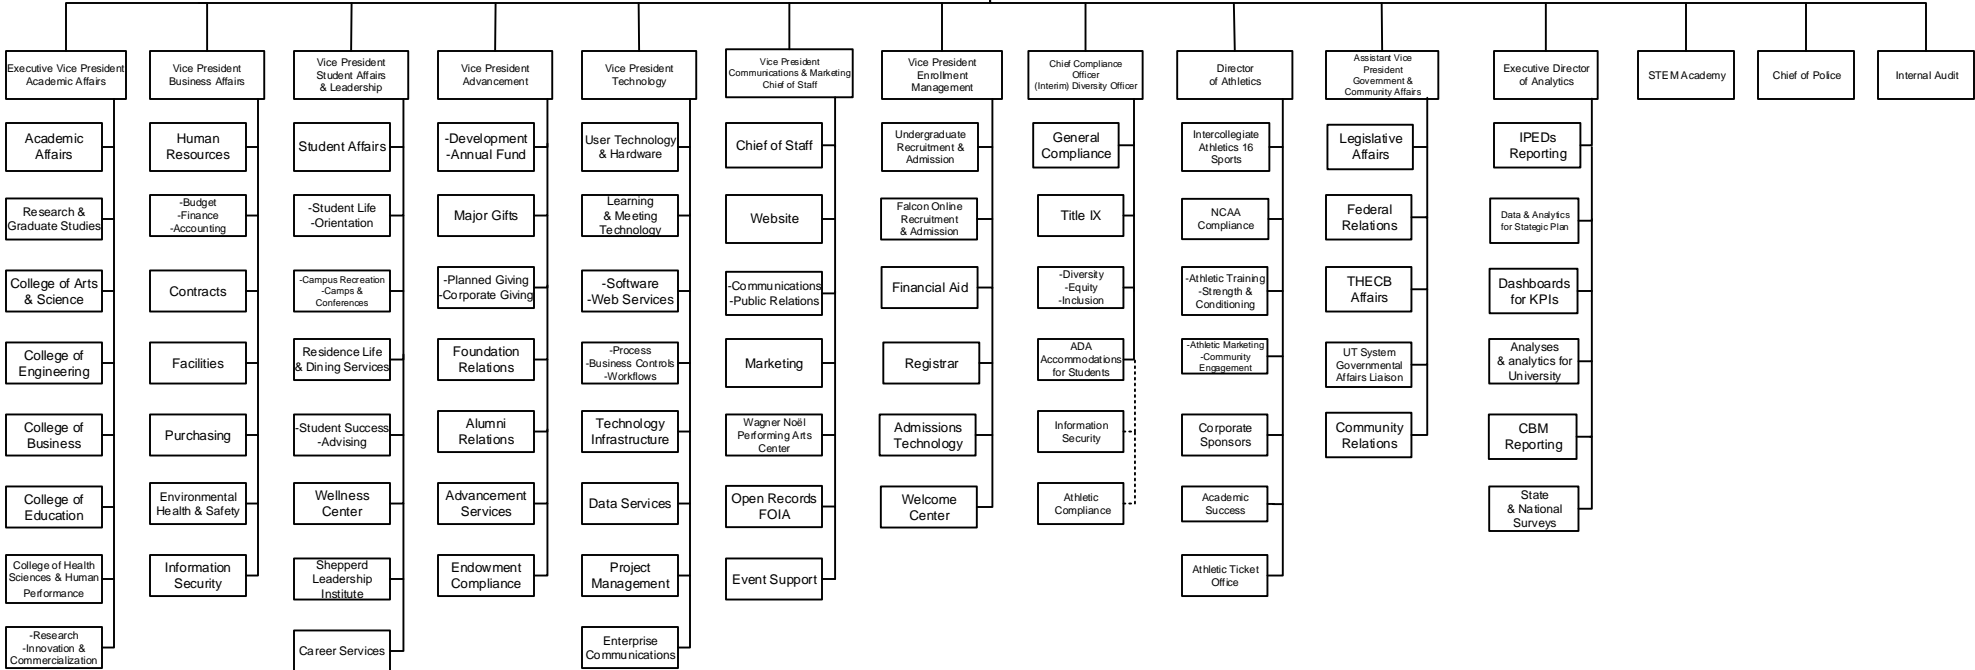 Executive Vice President
Academic Affairs
Academic
Affairs
Research &
Graduate Studies
College of Arts
& Science
College of
Engineering
College of
Business
College of
Education
College of Health
Sciences & Human
Performance
-Research
-Innovation &
Commercialization
Vice President
Business Affairs
Human
Resources
-Budget
-Finance
-Accounting
Contracts
Facilities
Purchasing
Environmental
Health & Safety
Information
Security
Vice President
Student Affairs
& Leadership
Student Affairs
-Student Life
-Orientation
-Campus Recreation
-Camps &
Conferences
Residence Life
& Dining Services
-Student Success
-Advising
Wellness
Center
Shepperd
Leadership
Institute
Career Services
Vice President
Advancement
-Development
-Annual Fund
Major Gifts
-Planned Giving
-Corporate Giving
Foundation
Relations
Alumni
Relations
Advancement
Services
Endowment
Compliance
Vice President
Technology
User Technology
& Hardware
Learning
& Meeting
Technology
-Software
-Web Services
-Process
-Business Controls
-Workflows
Technology
Infrastructure
Data Services
Project
Management
Enterprise
Communications
Vice President
Communications & Marketing
Chief of Staff
Chief of Staff
Website
-Communications
-Public Relations
Marketing
Wagner Noël
Performing Arts
Center
Open Records
FOIA
Event Support
Vice President
Enrollment
Management
Undergraduate
Recruitment &
Admission
Falcon Online
Recruitment
& Admission
Financial Aid
Registrar
Admissions
Technology
Welcome
Center
Chief Compliance
Officer
(Interim) Diversity Officer
General
Compliance
Title IX
-Diversity
-Equity
-Inclusion
ADA
Accommodations
for Students
Information
Security
Athletic
Compliance
Director
of Athletics
Intercollegiate
Athletics 16
Sports
NCAA
Compliance
-Athletic Training
-Strength &
Conditioning
-Athletic Marketing
-Community
Engagement
Corporate
Sponsors
Academic
Success
Athletic Ticket
Office
Assistant Vice
President
Government &
Community Affairs
Legislative
Affairs
Federal
Relations
THECB
Affairs
UT System
Governmental
Affairs Liaison
Community
Relations
Executive Director
of Analytics
IPEDs
Reporting
Data & Analytics
for Stategic Plan
Dashboards
for KPIs
Analyses
& analytics for
University
CBM
Reporting
State
& National
Surveys
STEM Academy
Chief of Police
Internal Audit